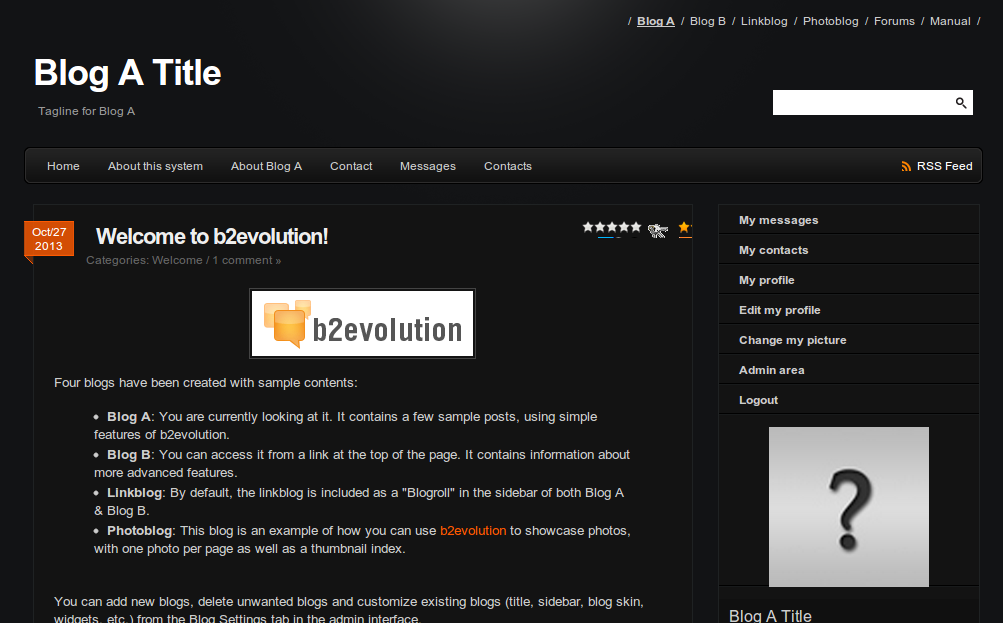 / Blog A / Blog B / Linkblog / Photoblog / Forums / Manual /
Blog A Title
Tagline for Blog A
Home About this system About Blog A Contact Messages Contacts RSS Feed
Oct/27
2013
Welcome to b2evolution!
Categories: Welcome / 1 comment »
b2evolution
Four blogs have been created with sample contents:
• Blog A: You are currently looking at it. It contains a few sample posts, using simple
features of b2evolution.
• Blog B: You can access it from a link at the top of the page. It contains information about
more advanced features.
• Linkblog: By default, the linkblog is included as a "Blogroll" in the sidebar of both Blog A
& Blog B.
• Photoblog: This blog is an example of how you can use b2evolution to showcase photos,
with one photo per page as well as a thumbnail index.
You can add new blogs, delete unwanted blogs and customize existing blogs (title, sidebar, blog skin,
widgets, etc.) from the Blog Settings tab in the admin interface.
My messages
My contacts
My profile
Edit my profile
Change my picture
Admin area
Logout
?
Blog A Title